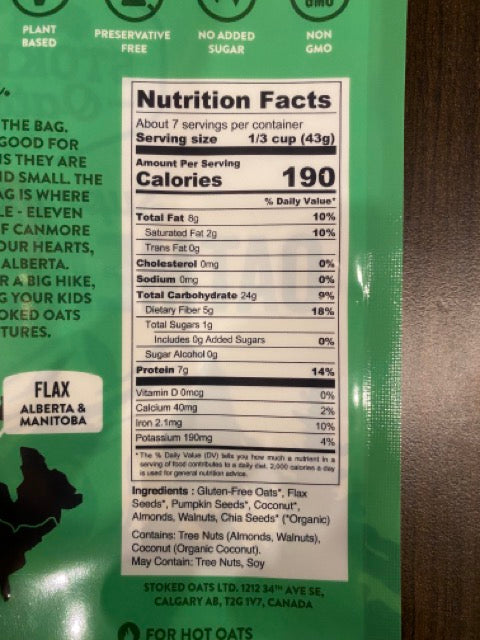 GMO
PLANT
BASED
PRESERVATIVE
FREE
NO ADDED
SUGAR
NON
GMO
THE BAG.
GOOD FOR
THEY ARE
SMALL. THE
IS WHERE
ELEVEN
CANMORE
OUR HEARTS,
ALBERTA.
A BIG HIKE,
YOUR KIDS
OATS
FLAX
ALBERTA &
MANITOBA
Nutrition Facts
About 7 servings per container
Serving size 1/3 cup (43g)
Amount Per Serving
Calories 190
% Daily Value*
Total Fat 8g 10%
Saturated Fat 2g 10%
Trans Fat 0g
Cholesterol 0mg 0%
Sodium 0mg 0%
Total Carbohydrate 24g 9%
Dietary Fiber 5g 18%
Total Sugars 1g
Includes 0g Added Sugars 0%
Sugar Alcohol 0g
Protein 7g 14%
Vitamin D 0mcg 0%
Calcium 40mg 2%
Iron 2.1mg 10%
Potassium 190mg 4%
*The % Daily Value (DV) tells you how much a nutrient in a
serving of food contributes to a daily diet. 2,000 calories a day
is used for general nutrition advice.
Ingredients : Gluten-Free Oats*, Flax
Seeds*, Pumpkin Seeds*, Coconut*,
Almonds, Walnuts, Chia Seeds* (*Organic)
Contains: Tree Nuts (Almonds, Walnuts),
Coconut (Organic Coconut).
May Contain: Tree Nuts, Soy
STOKED OATS LTD. 1212 34TH AVE SE,
CALGARY AB, T2G 1V7, CANADA
FOR HOT OATS